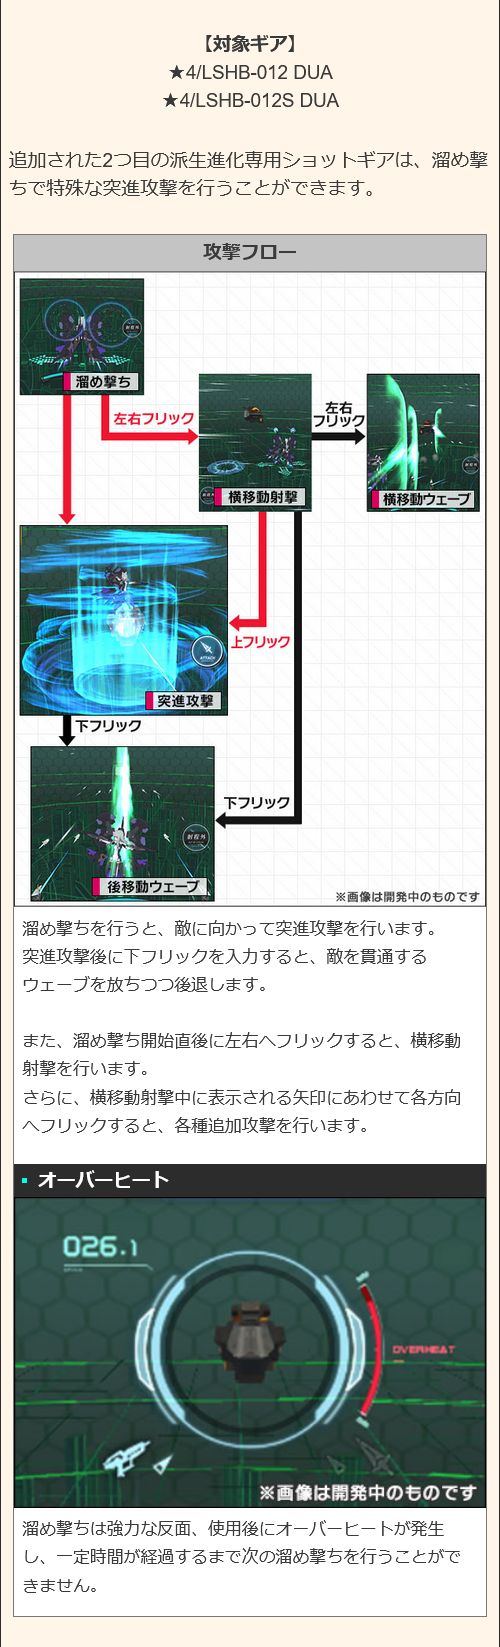 【対象ギア】
★4/LSHB-012 DUA
★4/LSHB-012S DUA
追加された2つ目の派生進化専用ショットギアは、溜め撃
ちで特殊な突進攻撃を行うことができます。
攻撃フロー
射程外
溜め撃ち
左右フリック
横移動射撃
左右
フリック
横移動ウェーブ
上フリック
ATTACK
突進攻撃
下フリック
下フリック
射程外
後移動ウェーブ
※画像は開発中のものです
溜め撃ちを行うと、敵に向かって突進攻撃を行います。
突進攻撃後に下フリックを入力すると、敵を貫通する
ウェーブを放ちつつ後退します。
また、溜め撃ち開始直後に左右へフリックすると、横移動
射撃を行います。
さらに、横移動射撃中に表示される矢印にあわせて各方向
へフリックすると、各種追加攻撃を行います。
オーバーヒート
026.1
OVERHEAT
※画像は開発中のものです
溜め撃ちは強力な反面、使用後にオーバーヒートが発生
し、一定時間が経過するまで次の溜め撃ちを行うことがで
きません。